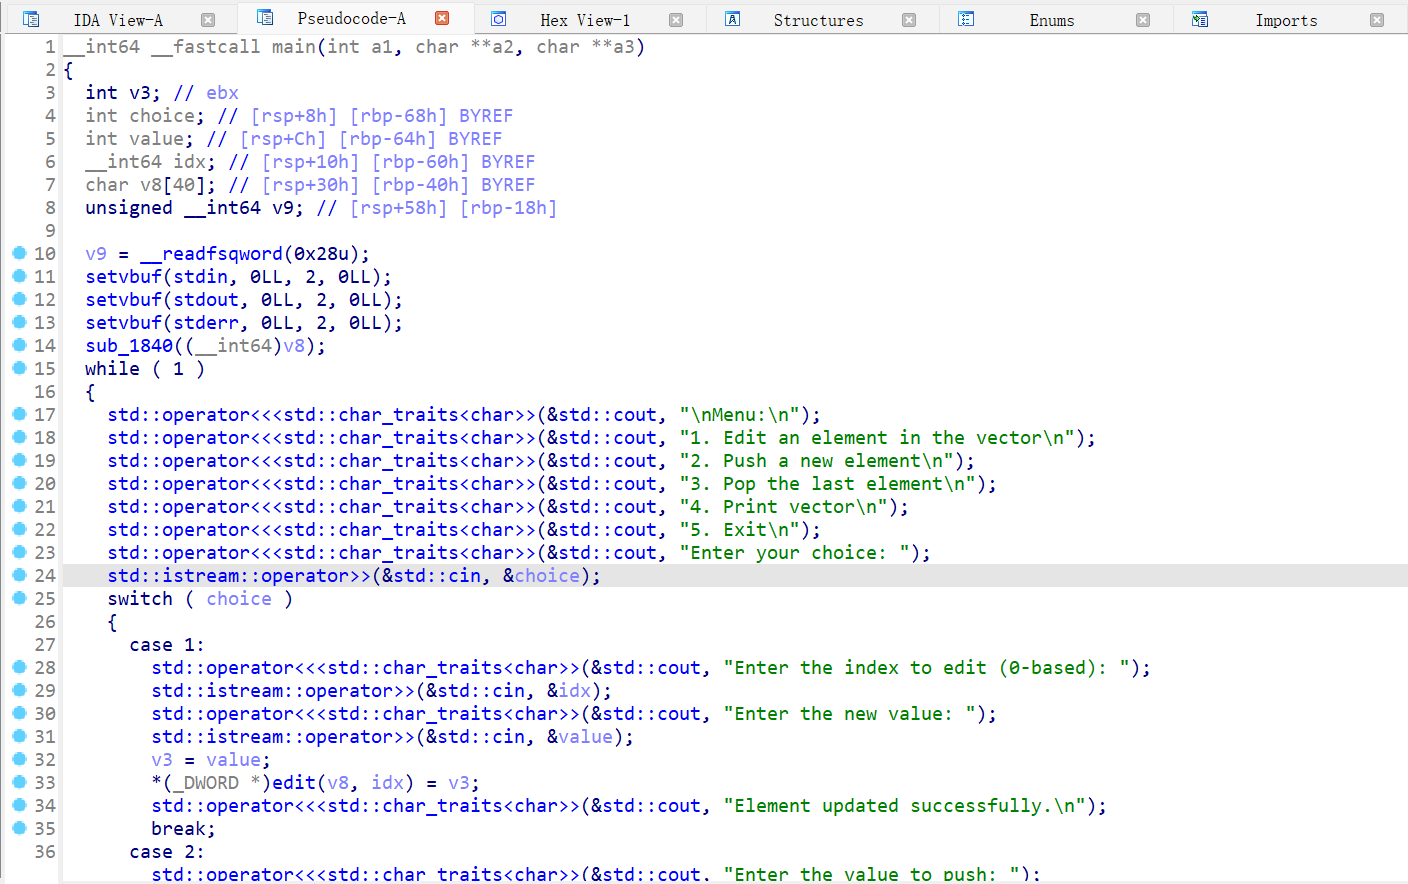 IDA View-A Pseudocode-A Hex View-1 Structures Enums Imports
1 __int64 __fastcall main(int a1, char **a2, char **a3)
2 {
3 int v3; // ebx
4 int choice; // [rsp+8h] [rbp-68h] BYREF
5 int value; // [rsp+Ch] [rbp-64h] BYREF
6 __int64 idx; // [rsp+10h] [rbp-60h] BYREF
7 char v8[40]; // [rsp+30h] [rbp-40h] BYREF
8 unsigned __int64 v9; // [rsp+58h] [rbp-18h]
9
10 v9 = __readfsqword(0x28u);
11 setvbuf(stdin, 0LL, 2, 0LL);
12 setvbuf(stdout, 0LL, 2, 0LL);
13 setvbuf(stderr, 0LL, 2, 0LL);
14 sub_1840((__int64)v8);
15 while ( 1 )
16 {
17 std::operator<<<std::char_traits<char>>(&std::cout, "\nMenu:\n");
18 std::operator<<<std::char_traits<char>>(&std::cout, "1. Edit an element in the vector\n");
19 std::operator<<<std::char_traits<char>>(&std::cout, "2. Push a new element\n");
20 std::operator<<<std::char_traits<char>>(&std::cout, "3. Pop the last element\n");
21 std::operator<<<std::char_traits<char>>(&std::cout, "4. Print vector\n");
22 std::operator<<<std::char_traits<char>>(&std::cout, "5. Exit\n");
23 std::operator<<<std::char_traits<char>>(&std::cout, "Enter your choice: ");
24 std::istream::operator>>(&std::cin, &choice);
25 switch ( choice )
26 {
27 case 1:
28 std::operator<<<std::char_traits<char>>(&std::cout, "Enter the index to edit (0-based): ");
29 std::istream::operator>>(&std::cin, &idx);
30 std::operator<<<std::char_traits<char>>(&std::cout, "Enter the new value: ");
31 std::istream::operator>>(&std::cin, &value);
32 v3 = value;
33 *(_DWORD *)edit(v8, idx) = v3;
34 std::operator<<<std::char_traits<char>>(&std::cout, "Element updated successfully.\n");
35 break;
36 case 2:
std::operator<<<std::char_traits<char>>(&std::cout, "Enter the value to push: ");